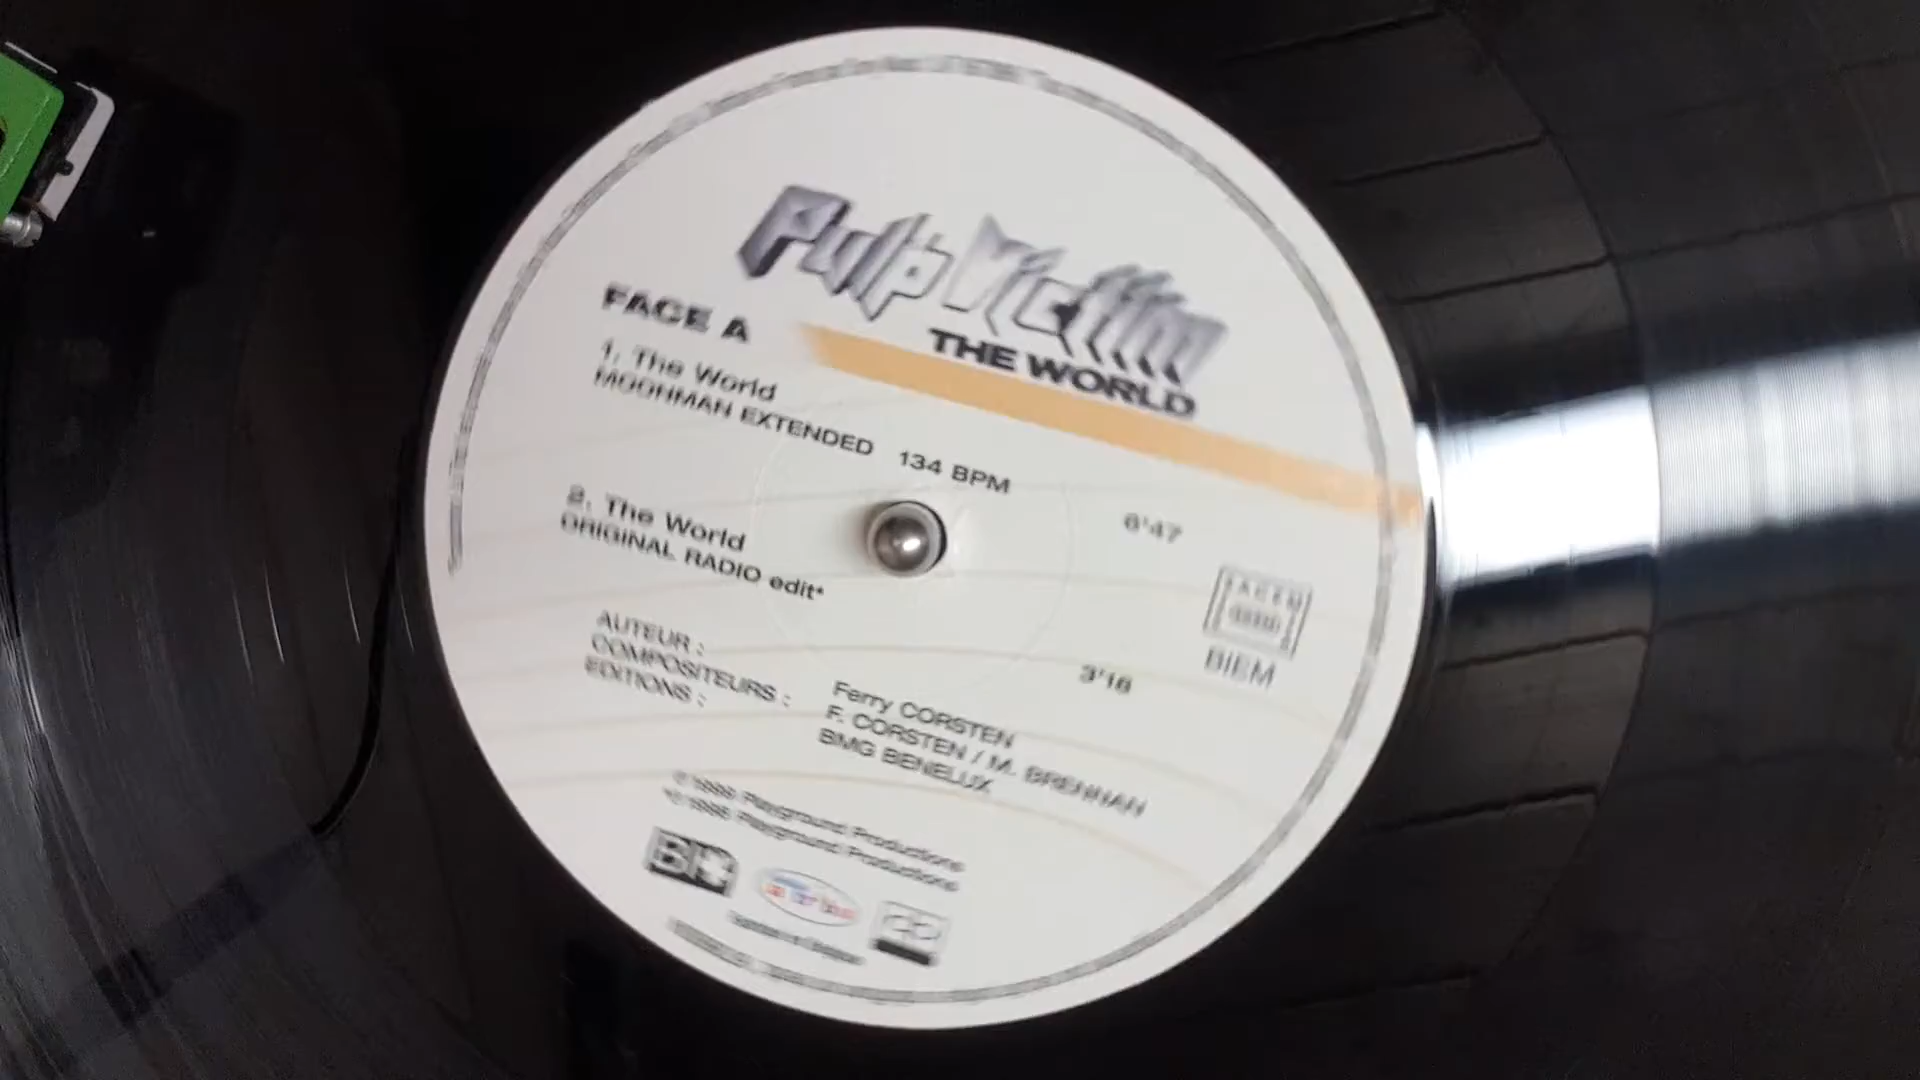 Pulp Victim
THE WORLD
FACE A
1. The World
MOONMAN EXTENDED 134 BPM 6'47
2. The World
ORIGINAL RADIO edit* 3'16
SACEM
BIEM
AUTEUR : Ferry CORSTEN
COMPOSITEURS : F. CORSTEN / M. BRENNAN
EDITIONS : BMG BENELUX
Playground Productions
Playground Productions